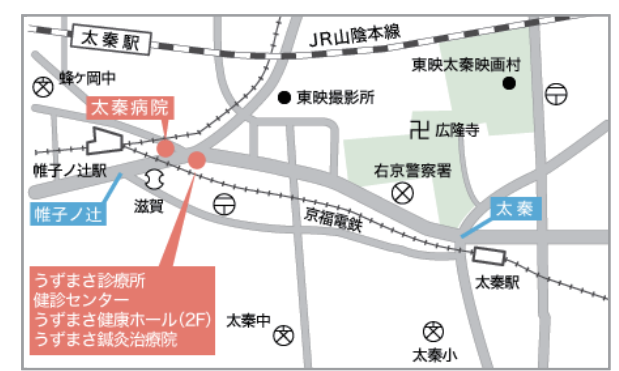 太秦駅
JR山陰本線
蜂ケ岡中
東映太秦映画村
太秦病院
東映撮影所
広隆寺
帷子ノ辻駅
右京警察署
帷子ノ辻
滋賀
太秦
京福電鉄
太秦駅
うずまさ診療所
健診センター
うずまさ健康ホール(2F)
うずまさ鍼灸治療院
太秦中
太秦小